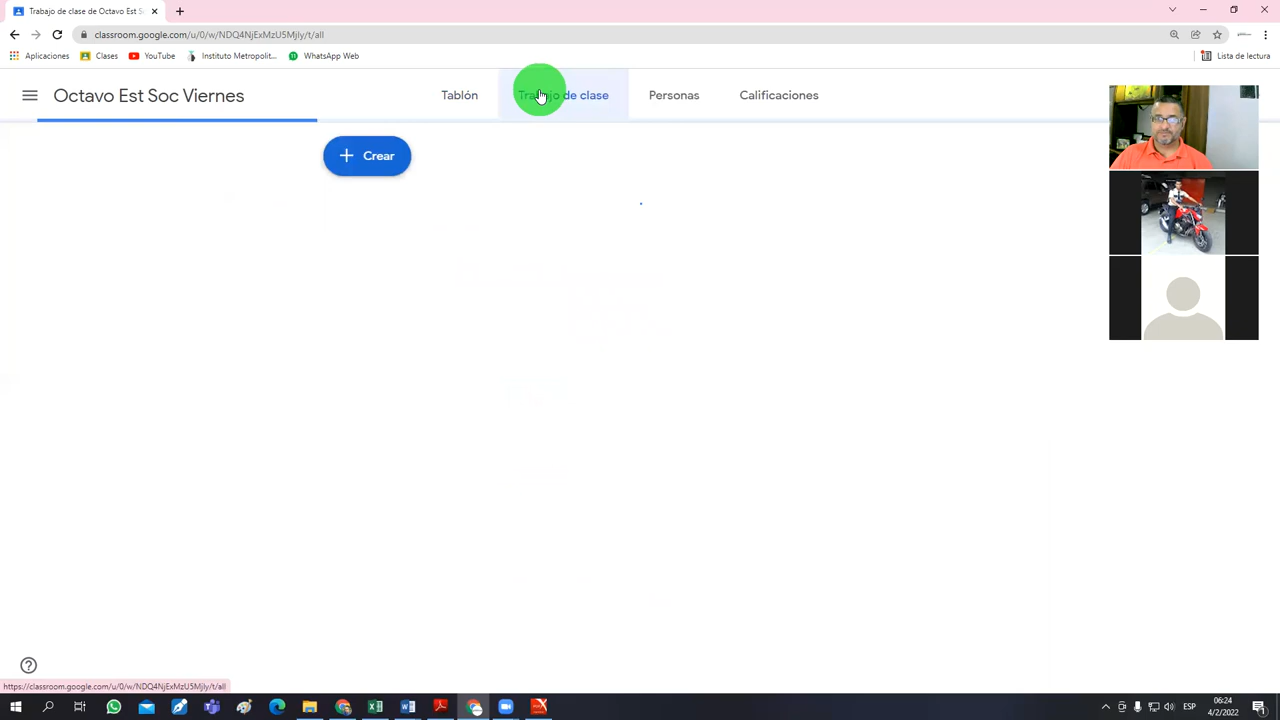 Trabajo de clase de Octavo Est S
classroom.google.com/u/0/w/NDQ4NjExMzU5Mjly/t/all
Aplicaciones
Clases
YouTube
Instituto Metropolit...
WhatsApp Web
Lista de lectura
Octavo Est Soc Viernes
Tablón
Trabajo de clase
Personas
Calificaciones
Crear
https://classroom.google.com/u/0/w/NDQ4NjExMzU5Mjly/t/all
ESP
06:24
4/2/2022